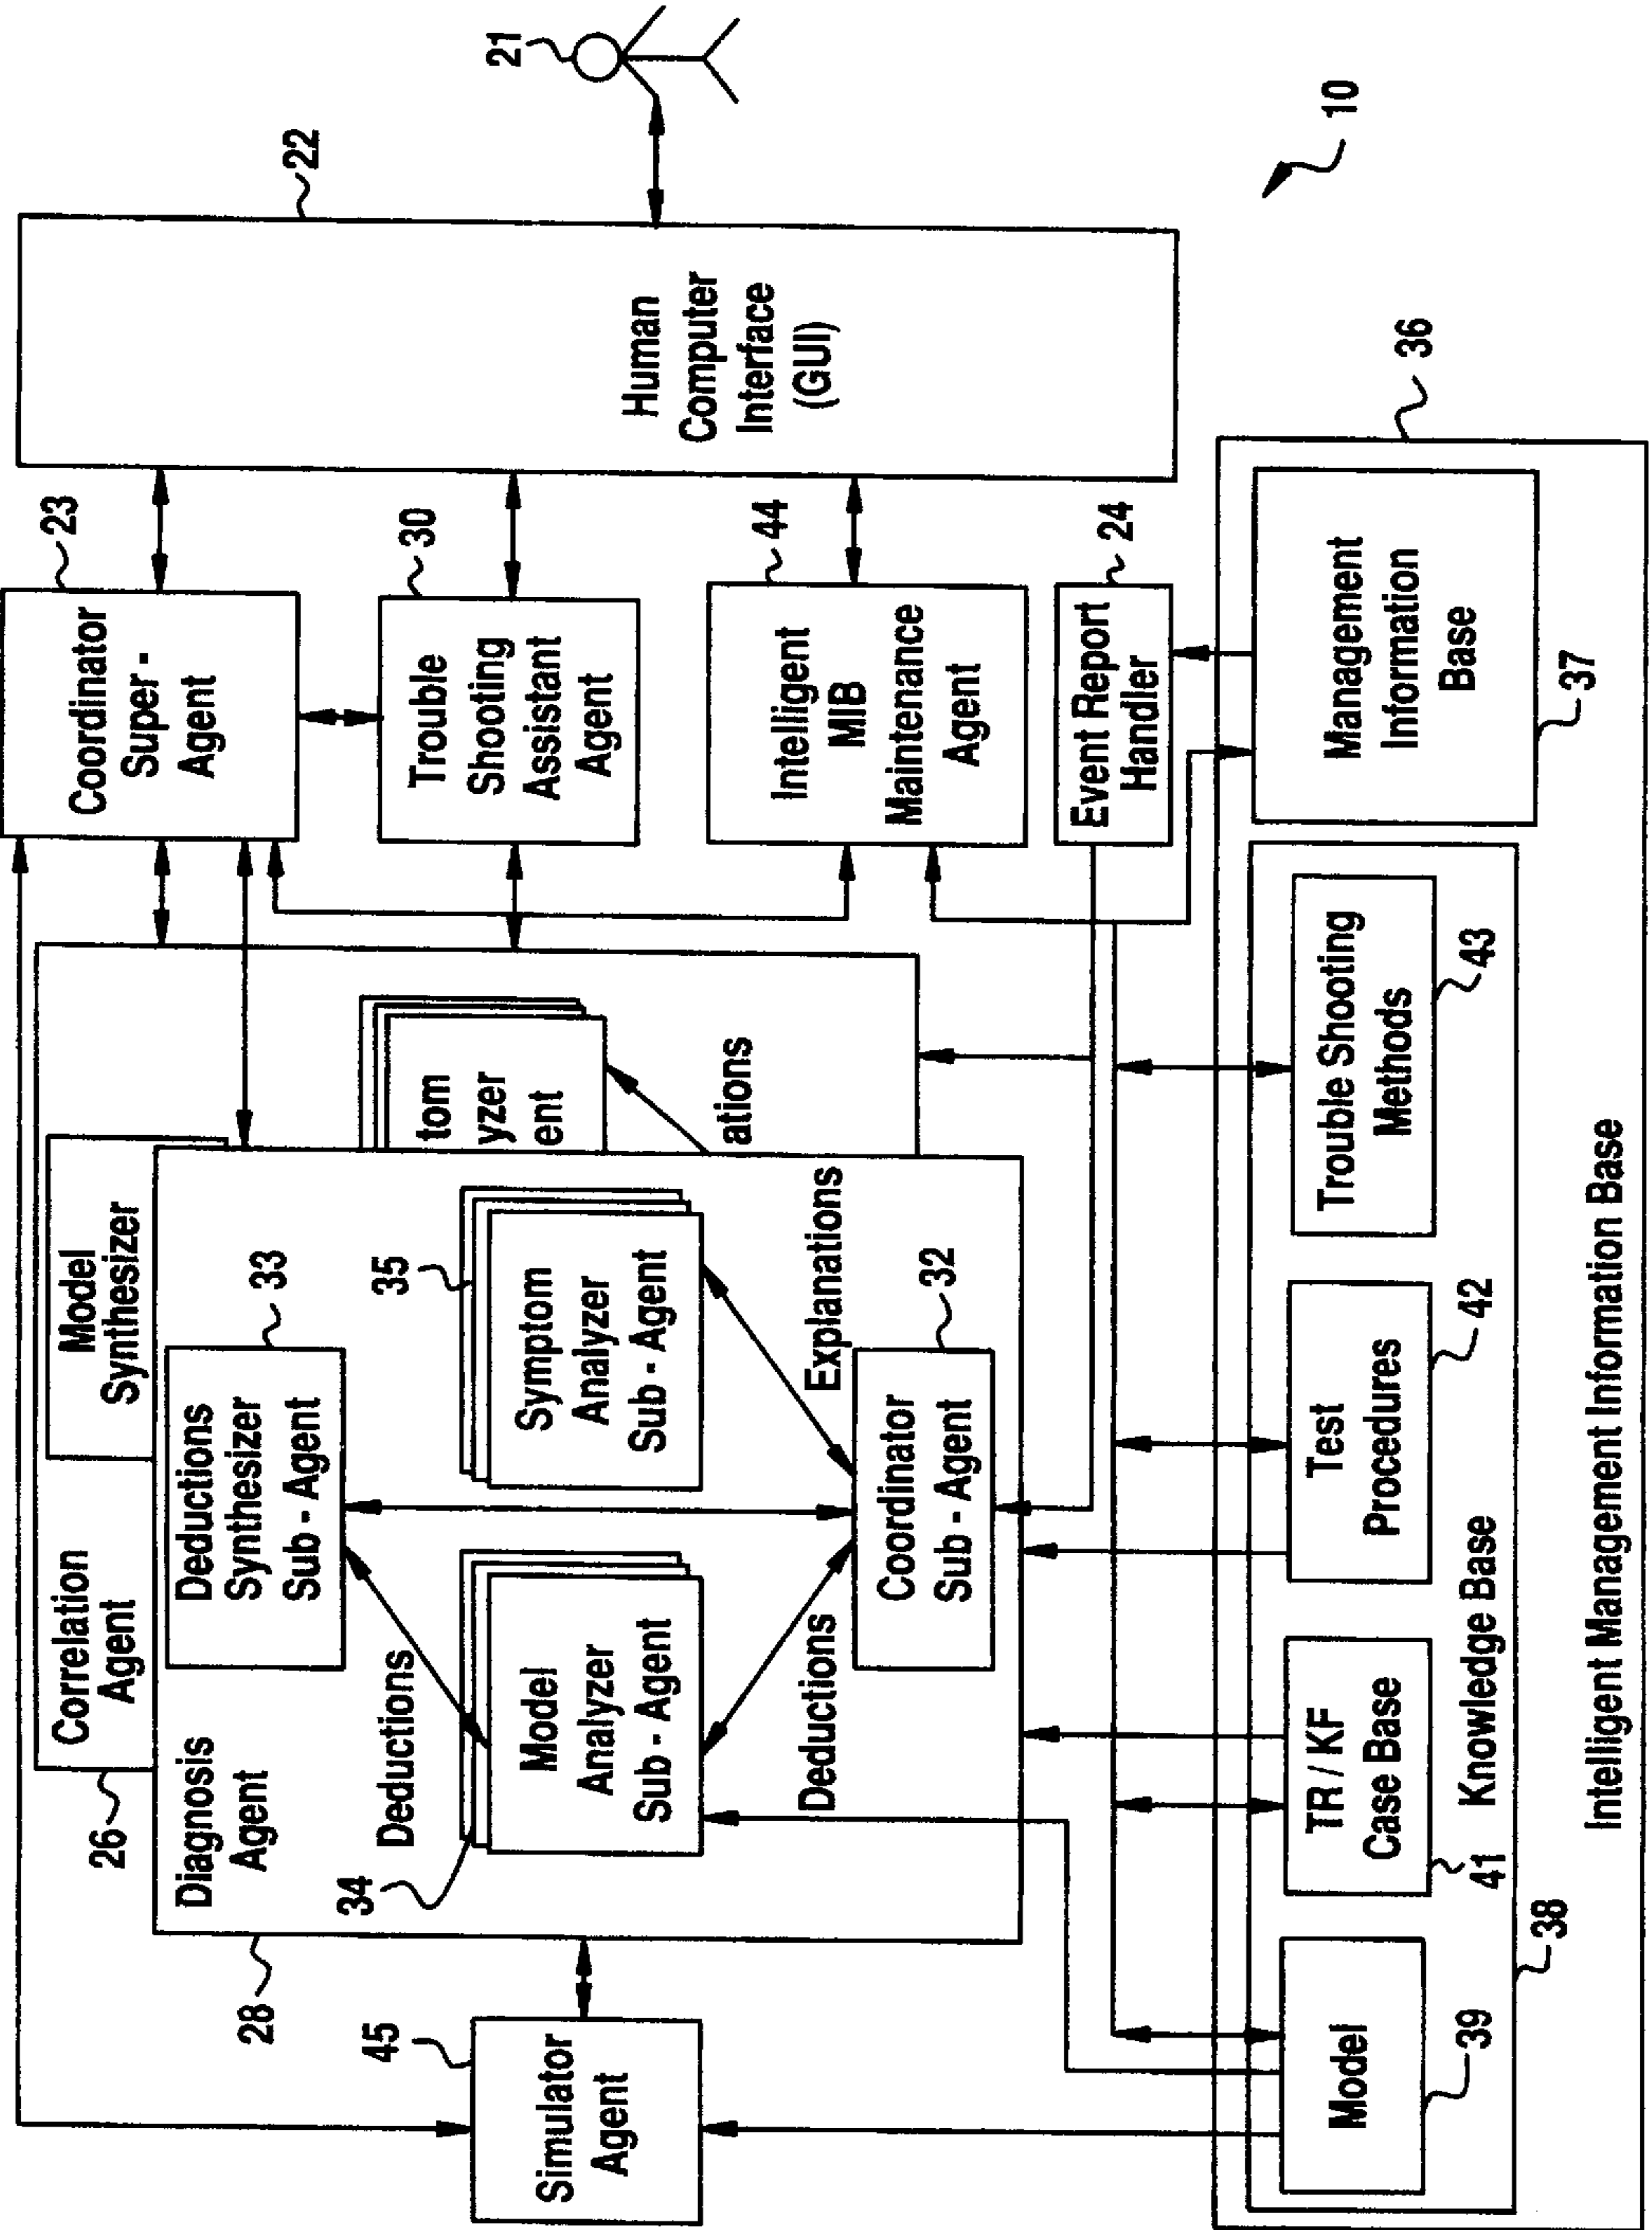 21
22
Human
Computer
Interface
(GUI)
10
23
Coordinator
Super -
Agent
30
Trouble
Shooting
Assistant
Agent
44
Intelligent
MIB
Maintenance
Agent
24
Event Report
Handler
36
Management
Information
Base
37
Correlation
Agent
26
Model
Synthesizer
tom
yzer
ent
ations
Diagnosis
Agent
28
Deductions
Synthesizer
Sub - Agent
33
35
Symptom
Analyzer
Sub - Agent
Explanations
Deductions
34
Model
Analyzer
Sub - Agent
Deductions
Coordinator
Sub - Agent
32
45
Simulator
Agent
Model
39
TR / KF
Case Base
41
Test
Procedures
42
Trouble Shooting
Methods
43
Knowledge Base
38
Intelligent Management Information Base